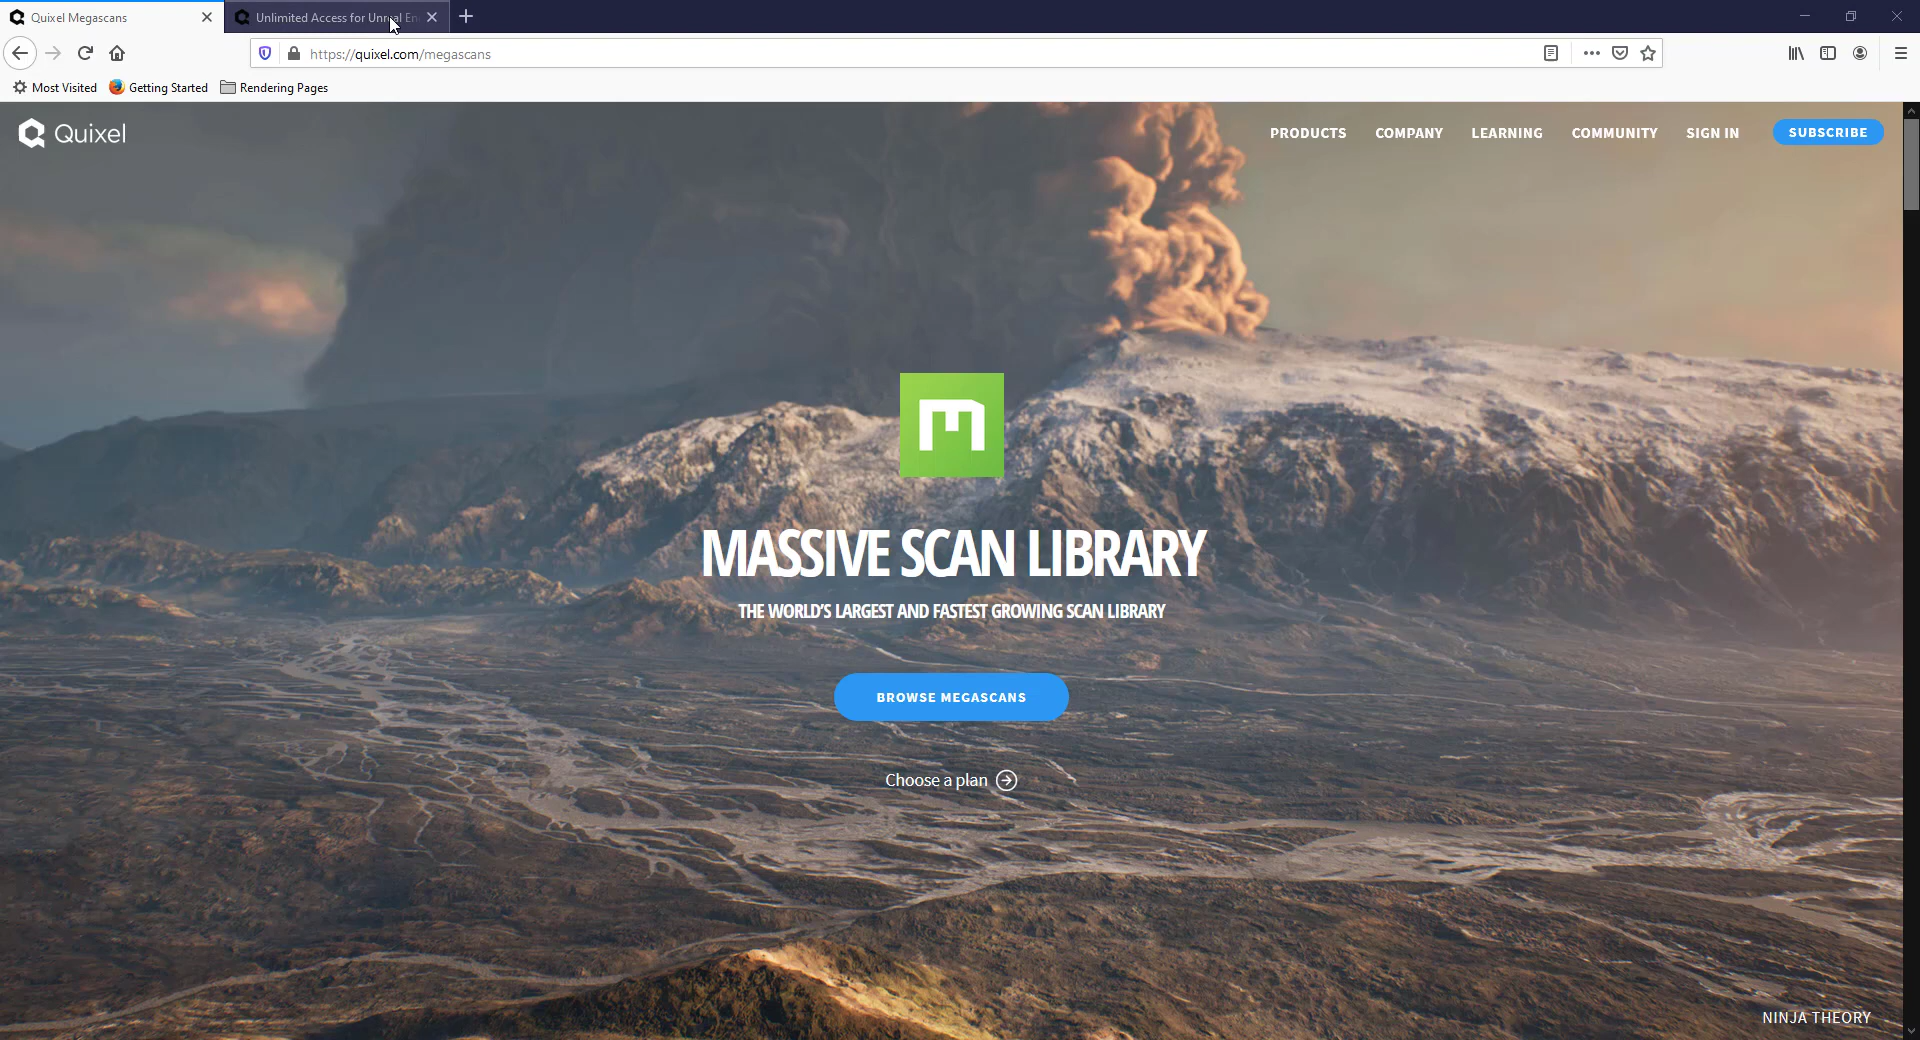 Quixel Megascans
Unlimited Access for Unreal En
https://quixel.com/megascans
Most Visited
Getting Started
Rendering Pages
Quixel
PRODUCTS
COMPANY
LEARNING
COMMUNITY
SIGN IN
SUBSCRIBE
MASSIVE SCAN LIBRARY
THE WORLD'S LARGEST AND FASTEST GROWING SCAN LIBRARY
BROWSE MEGASCANS
Choose a plan
NINJA THEORY